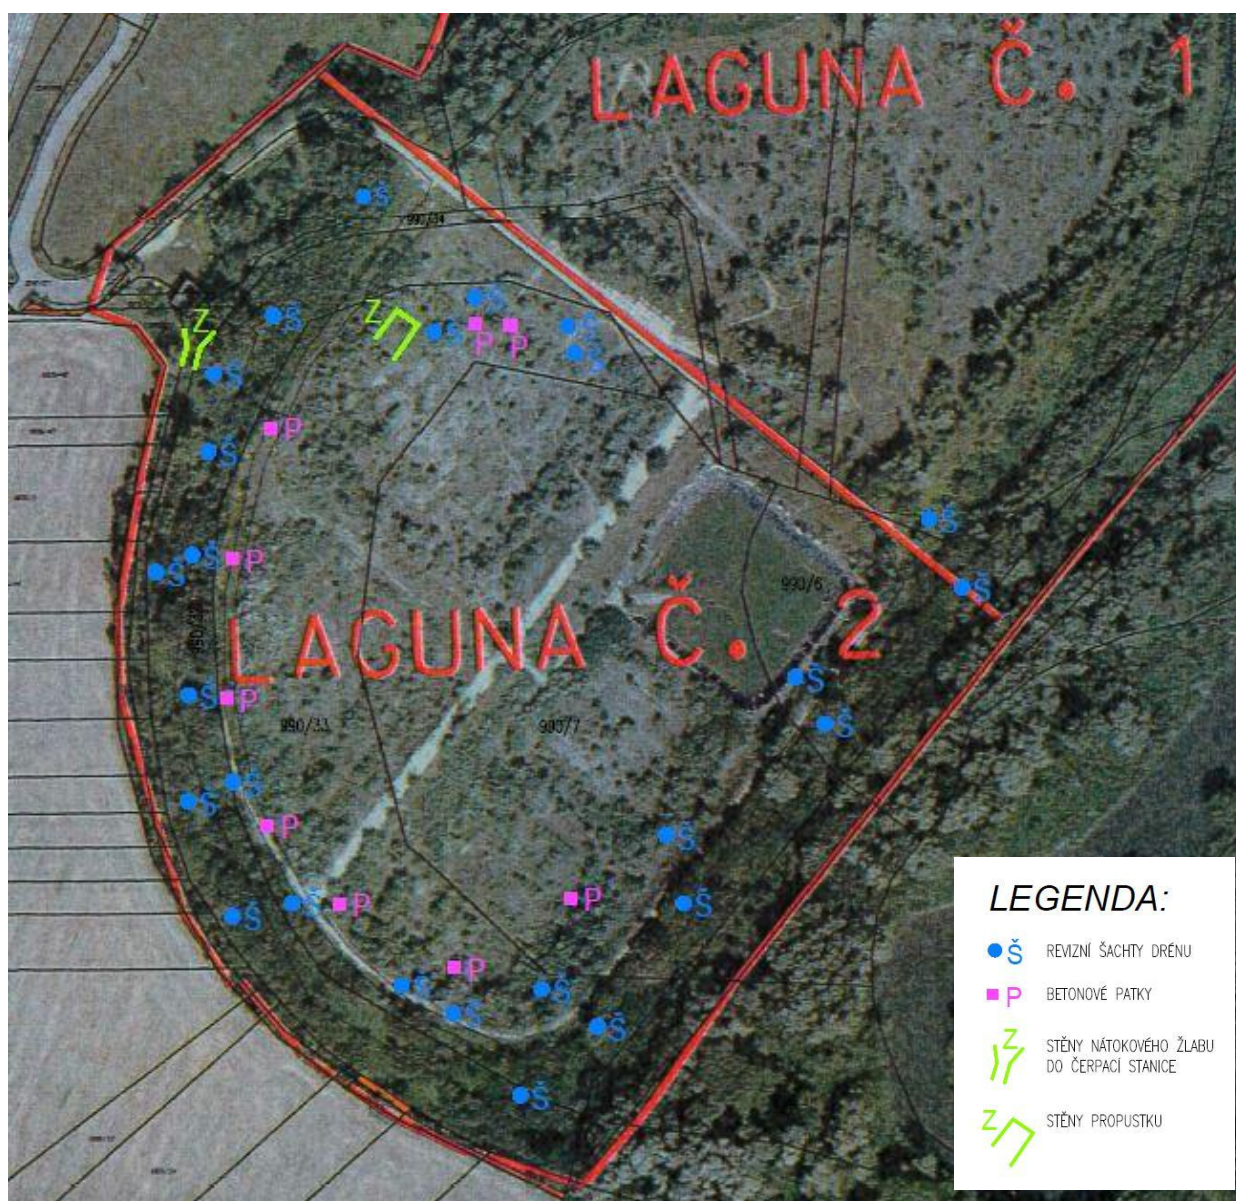 LAGUNA Č. 1
Š
990/34
Z
Š
Z
Š
Š
Š
P
P
Š
Š
P
Š
Š
Š
Š
P
990/6
Š
LAGUNA Č. 2
Š
Š
P
990/33
990/7
Š
Š
Š
P
Š
Š
P
P
Š
Š
Š
P
Š
Š
Š
Š
Š
LEGENDA:
Š REVIZNÍ ŠACHTY DRÉNU
P BETONOVÉ PATKY
Z STĚNY NÁTOKOVÉHO ŽLABU
DO ČERPACÍ STANICE
Z STĚNY PROPUSTKU